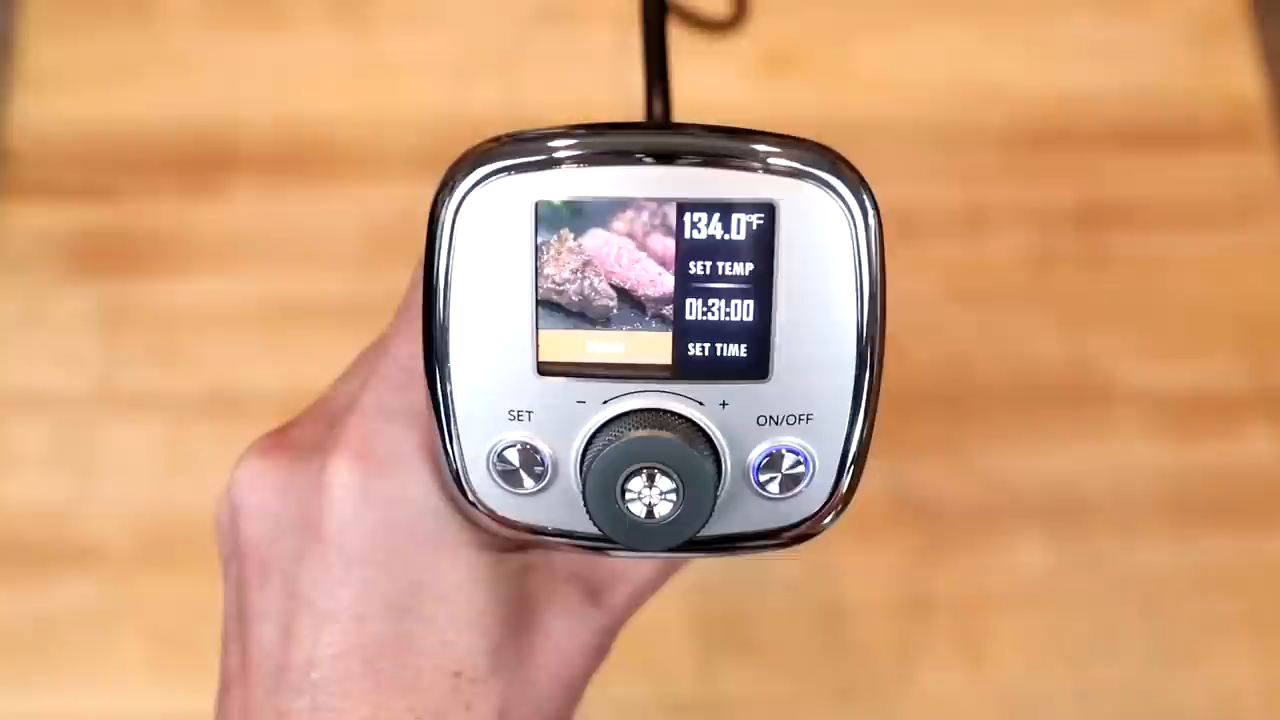 134.0°F
SET TEMP
01:31:00
SET TIME
− +
SET
ON/OFF